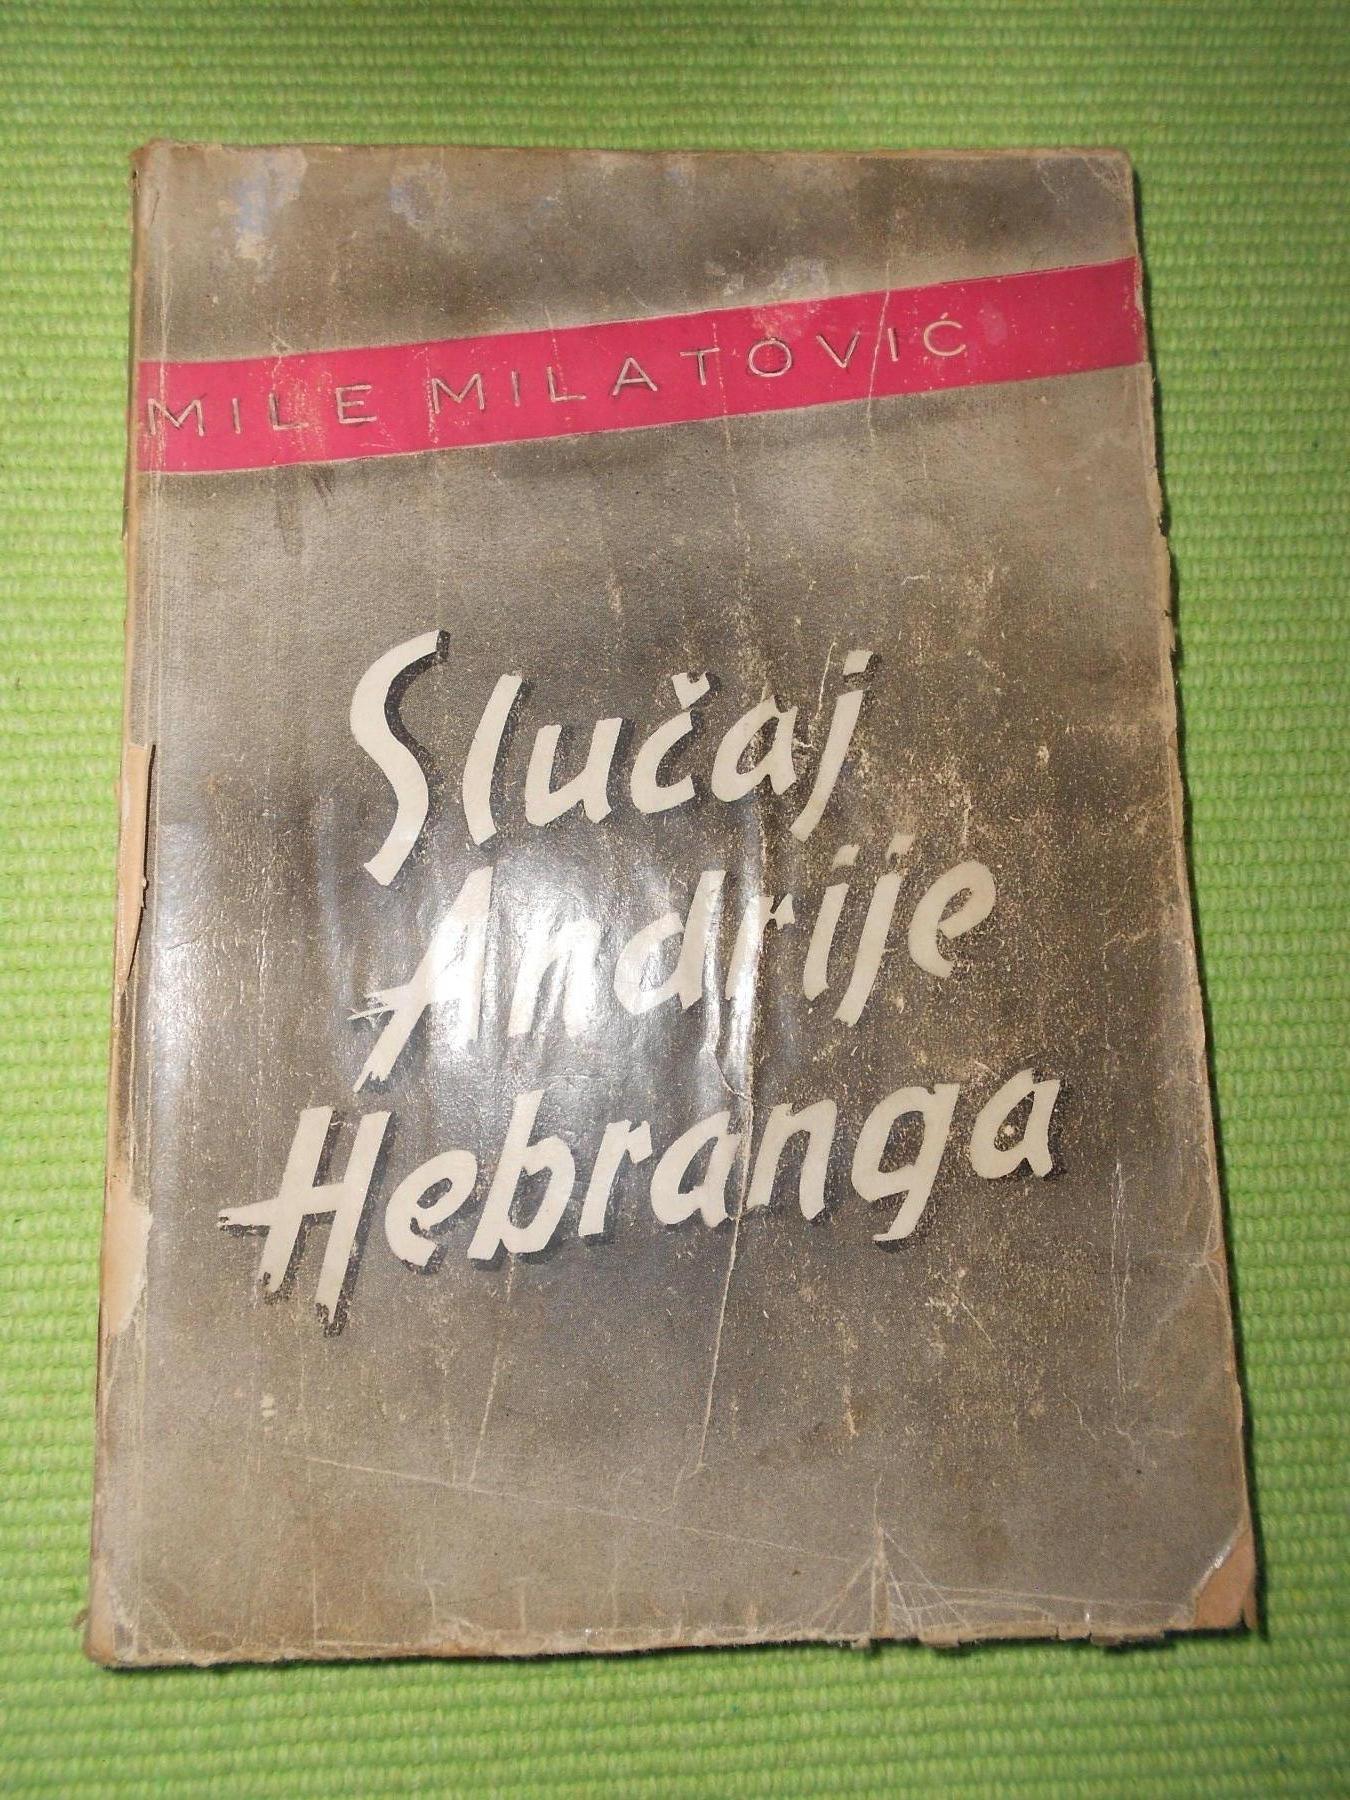 MILE MILATOVIĆ
Slučaj
Andrije
Hebranga